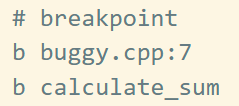 # breakpoint
b buggy.cpp:7
b calculate_sum